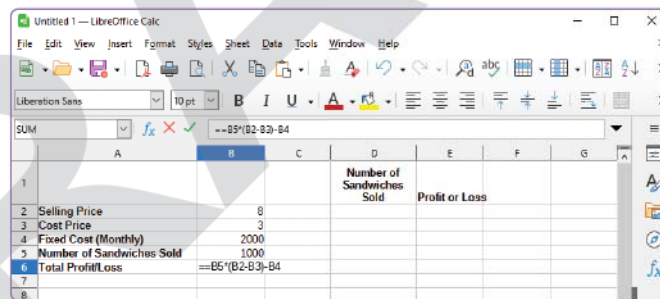 Untitled 1 — LibreOffice Calc
File Edit View Insert Format Styles Sheet Data Tools Window Help
Liberation Sans 10 pt B I U A
SUM fx ==B5*(B2-B3)-B4
A B C D E F G
1 Number of
Sandwiches
Sold Profit or Loss
2 Selling Price 8
3 Cost Price 3
4 Fixed Cost (Monthly) 2000
5 Number of Sandwiches Sold 1000
6 Total Profit/Loss ==B5*(B2-B3)-B4
7
8